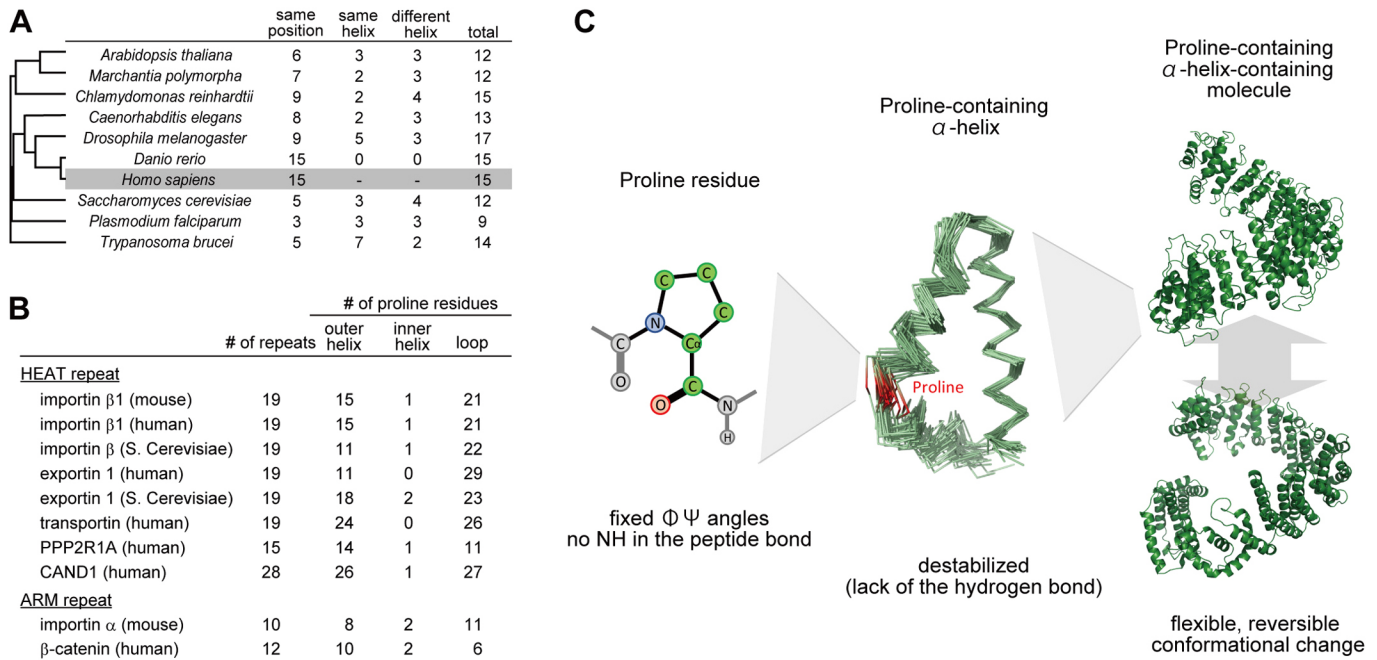 A
same same different
position helix helix total
Arabidopsis thaliana 6 3 3 12
Marchantia polymorpha 7 2 3 12
Chlamydomonas reinhardtii 9 2 4 15
Caenorhabditis elegans 8 2 3 13
Drosophila melanogaster 9 5 3 17
Danio rerio 15 0 0 15
Homo sapiens 15 - - 15
Saccharomyces cerevisiae 5 3 4 12
Plasmodium falciparum 3 3 3 9
Trypanosoma brucei 5 7 2 14
B
# of proline residues
outer inner
# of repeats helix helix loop
HEAT repeat
importin β1 (mouse) 19 15 1 21
importin β1 (human) 19 15 1 21
importin β (S. Cerevisiae) 19 11 1 22
exportin 1 (human) 19 11 0 29
exportin 1 (S. Cerevisiae) 19 18 2 23
transportin (human) 19 24 0 26
PPP2R1A (human) 15 14 1 11
CAND1 (human) 28 26 1 27
ARM repeat
importin α (mouse) 10 8 2 11
β-catenin (human) 12 10 2 6
C
Proline residue
C C
N C
C Cα
O C
O N
H
fixed Φ Ψ angles
no NH in the peptide bond
Proline-containing
α-helix
Proline
destabilized
(lack of the hydrogen bond)
Proline-containing
α-helix-containing
molecule
flexible, reversible
conformational change